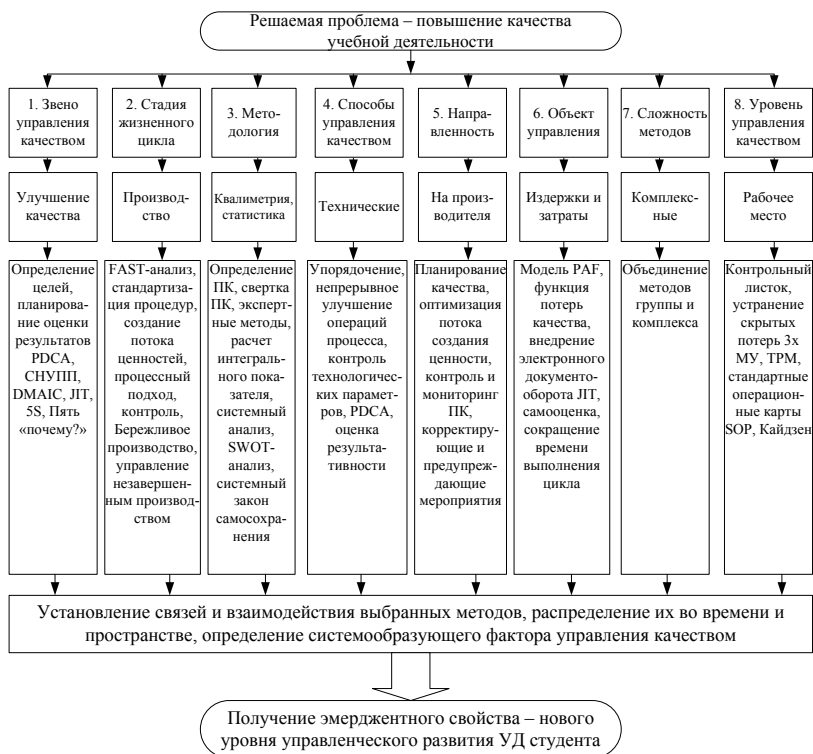 Решаемая проблема – повышение качества
учебной деятельности
1. Звено
управления
качеством
2. Стадия
жизненного
цикла
3. Мето-
дология
4. Способы
управления
качеством
5. Направ-
ленность
6. Объект
управления
7. Сложность
методов
8. Уровень
управления
качеством
Улучшение
качества
Производ-
ство
Квалиметрия,
статистика
Технические
На произ-
водителя
Издержки и
затраты
Комплекс-
ные
Рабочее
место
Определение
целей,
планирование
оценки
результатов
PDCA,
СНУПП,
DMAIC, JIT,
5S, Пять
«почему?»
FAST-анализ,
стандартиза-
ция процедур,
создание
потока
ценностей,
процессный
подход,
контроль,
Бережливое
производство,
управление
незавершен-
ным производ-
ством
Определение
ПК, свертка
ПК, эксперт-
ные методы,
расчет
интеграль-
ного пока-
зателя,
системный
анализ,
SWOT-
анализ,
системный
закон
самосохра-
нения
Упорядочение,
непрерывное
улучшение
операций
процесса,
контроль
технологичес-
ких парамет-
ров, PDCA,
оценка
результа-
тивности
Планирование
качества,
оптимизация
потока
создания
ценности,
контроль и
мониторинг
ПК,
корректиру-
ющие и
предупреж-
дающие
мероприятия
Модель PAF,
функция
потерь
качества,
внедрение
электронного
документо-
оборота JIT,
самооценка,
сокращение
времени
выполнения
цикла
Объединение
методов
группы и
комплекса
Контрольный
листок,
устранение
скрытых
потерь 3х
МУ, ТРМ,
стандартные
операцион-
ные карты
SOP, Кайдзен
Установление связей и взаимодействия выбранных методов, распределение их во времени и
пространстве, определение системообразующего фактора управления качеством
Получение эмерджентного свойства – нового
уровня управленческого развития УД студента